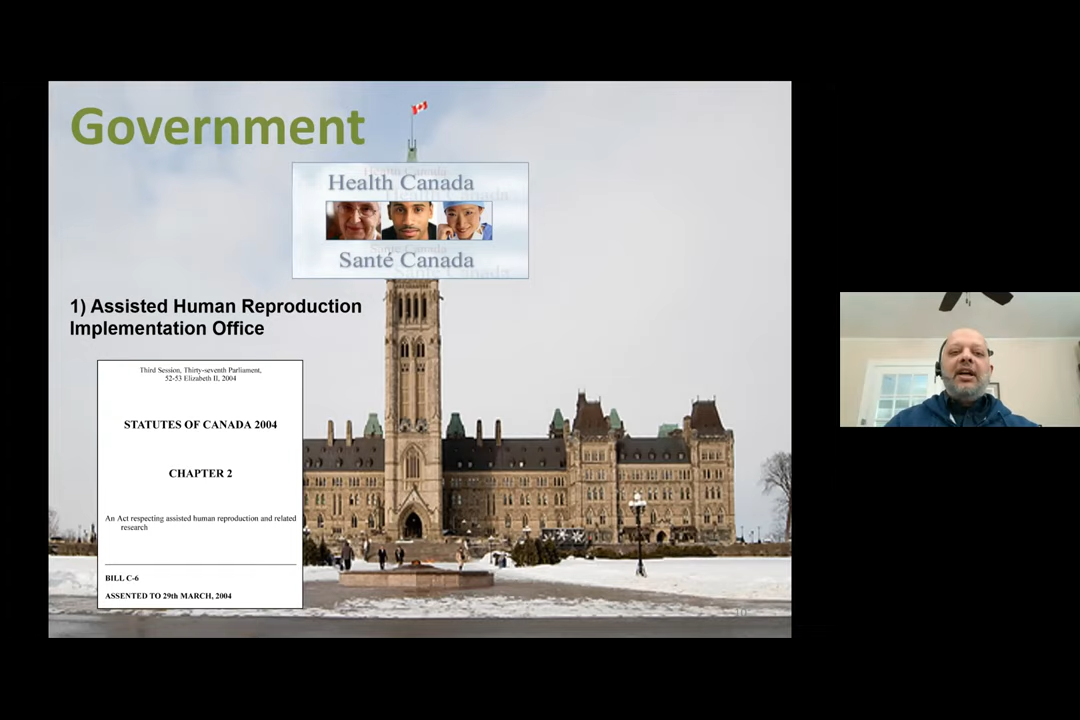 Government
Health Canada
Santé Canada
1) Assisted Human Reproduction
Implementation Office
Third Session, Thirty-seventh Parliament,
52-53 Elizabeth II, 2004
STATUTES OF CANADA 2004
CHAPTER 2
An Act respecting assisted human reproduction and related
research
BILL C-6
ASSENTED TO 29th MARCH, 2004
10